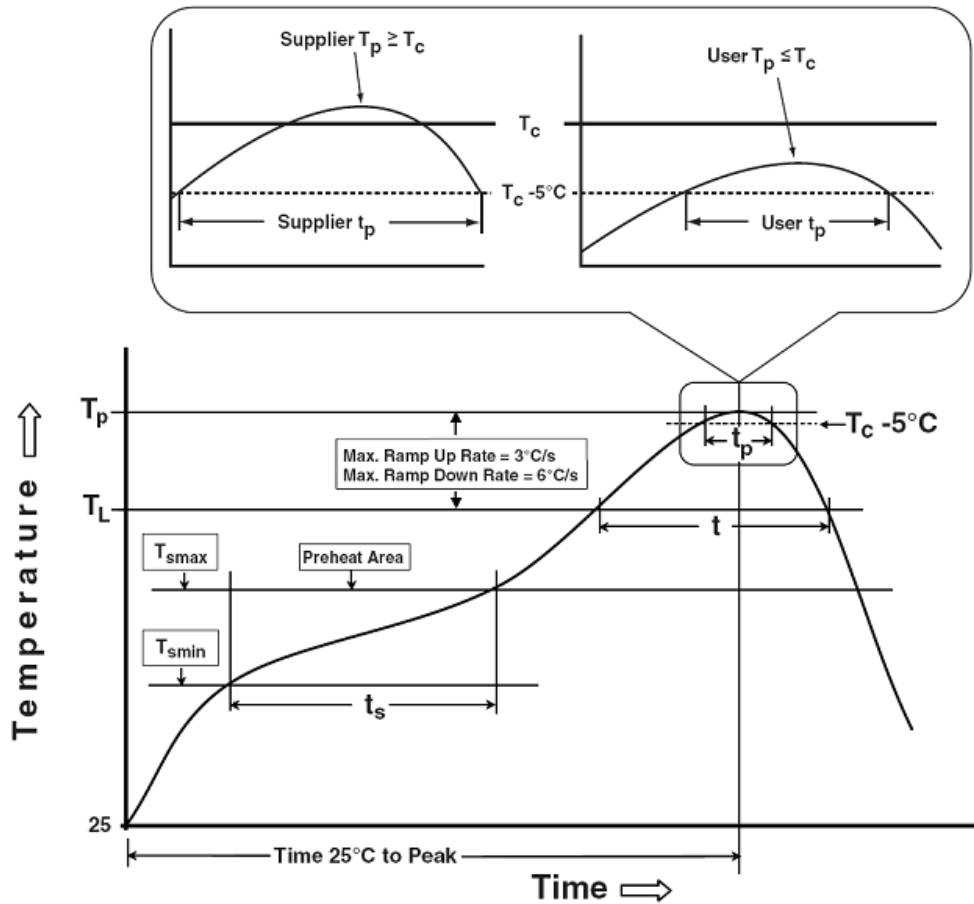 Supplier Tp ≥ Tc
User Tp ≤ Tc
Tc
Tc -5°C
Supplier tp
User tp
Tp
Tc -5°C
tp
Max. Ramp Up Rate = 3°C/s
Max. Ramp Down Rate = 6°C/s
TL
t
Tsmax
Preheat Area
Tsmin
ts
Temperature
25
Time 25°C to Peak
Time